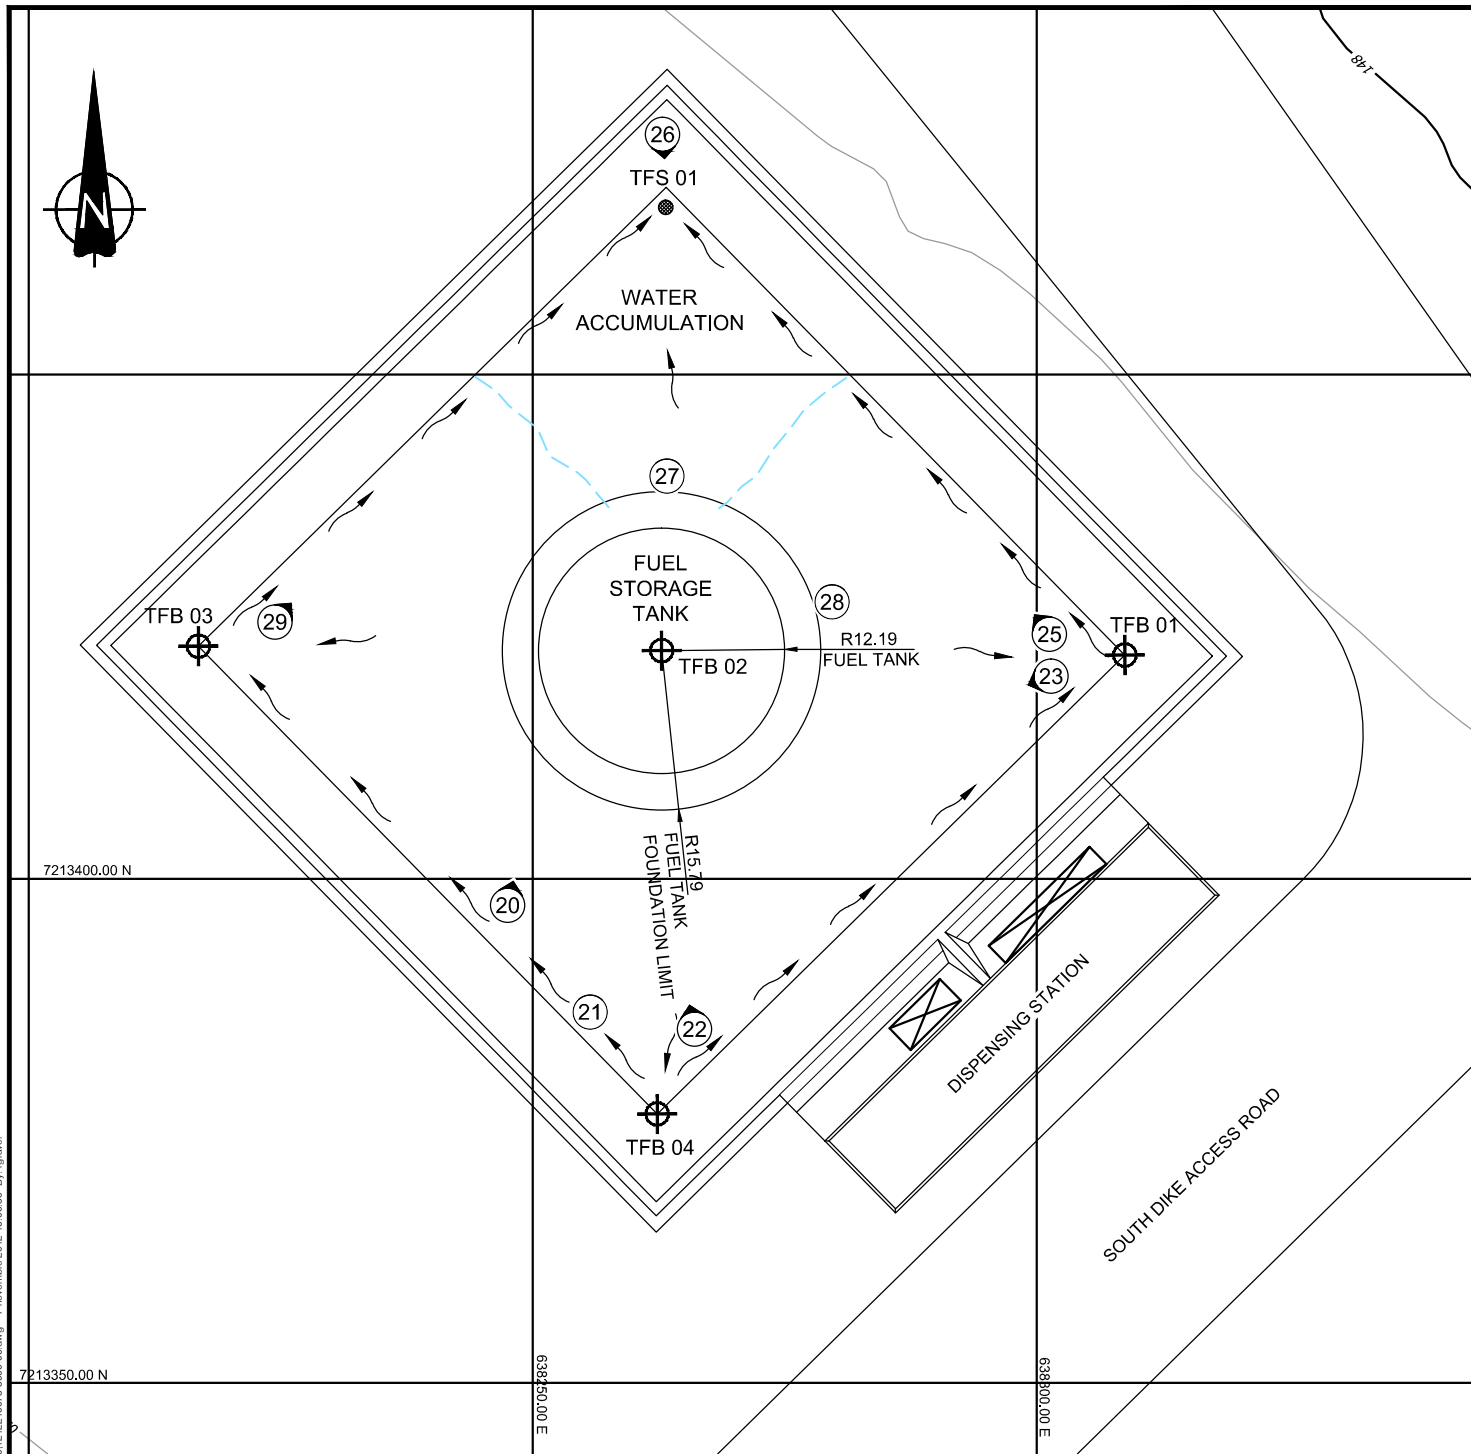 148
N
26
TFS 01
WATER
ACCUMULATION
27
FUEL
STORAGE
TANK
28
TFB 03
29
TFB 02
R12.19
FUEL TANK
25
TFB 01
23
R15.79
FUEL TANK
FOUNDATION LIMIT
7213400.00 N
20
21
22
TFB 04
DISPENSING STATION
SOUTH DIKE ACCESS ROAD
7213350.00 N
638250.00 E
638300.00 E